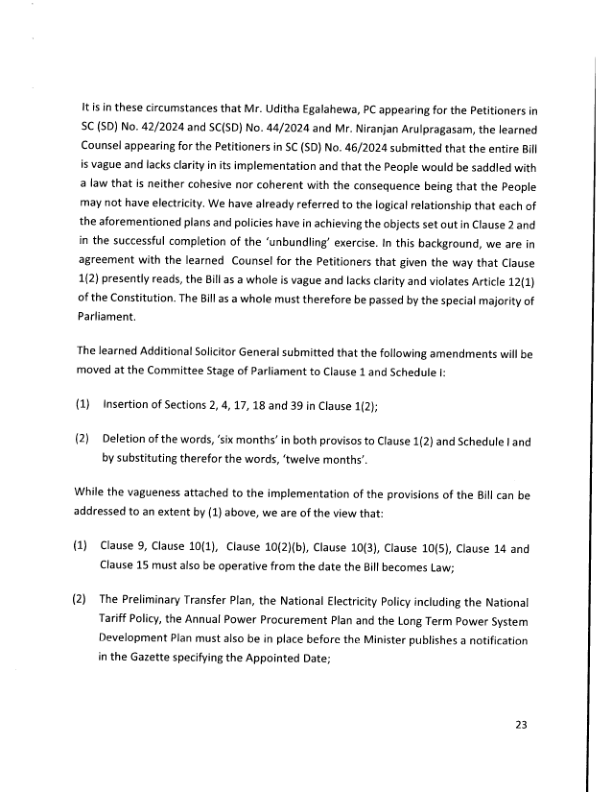 It is in these circumstances that Mr. Uditha Egalahewa, PC appearing for the Petitioners in
SC (SD) No. 42/2024 and SC(SD) No. 44/2024 and Mr. Niranjan Arulpragasam, the learned
Counsel appearing for the Petitioners in SC (SD) No. 46/2024 submitted that the entire Bill
is vague and lacks clarity in its implementation and that the People would be saddled with
a law that is neither cohesive nor coherent with the consequence being that the People
may not have electricity. We have already referred to the logical relationship that each of
the aforementioned plans and policies have in achieving the objects set out in Clause 2 and
in the successful completion of the 'unbundling' exercise. In this background, we are in
agreement with the learned Counsel for the Petitioners that given the way that Clause
1(2) presently reads, the Bill as a whole is vague and lacks clarity and violates Article 12(1)
of the Constitution. The Bill as a whole must therefore be passed by the special majority of
Parliament.
The learned Additional Solicitor General submitted that the following amendments will be
moved at the Committee Stage of Parliament to Clause 1 and Schedule I:
(1) Insertion of Sections 2, 4, 17, 18 and 39 in Clause 1(2);
(2) Deletion of the words, 'six months' in both provisos to Clause 1(2) and Schedule I and
by substituting therefor the words, 'twelve months'.
While the vagueness attached to the implementation of the provisions of the Bill can be
addressed to an extent by (1) above, we are of the view that:
(1) Clause 9, Clause 10(1), Clause 10(2)(b), Clause 10(3), Clause 10(5), Clause 14 and
Clause 15 must also be operative from the date the Bill becomes Law;
(2) The Preliminary Transfer Plan, the National Electricity Policy including the National
Tariff Policy, the Annual Power Procurement Plan and the Long Term Power System
Development Plan must also be in place before the Minister publishes a notification
in the Gazette specifying the Appointed Date;
23